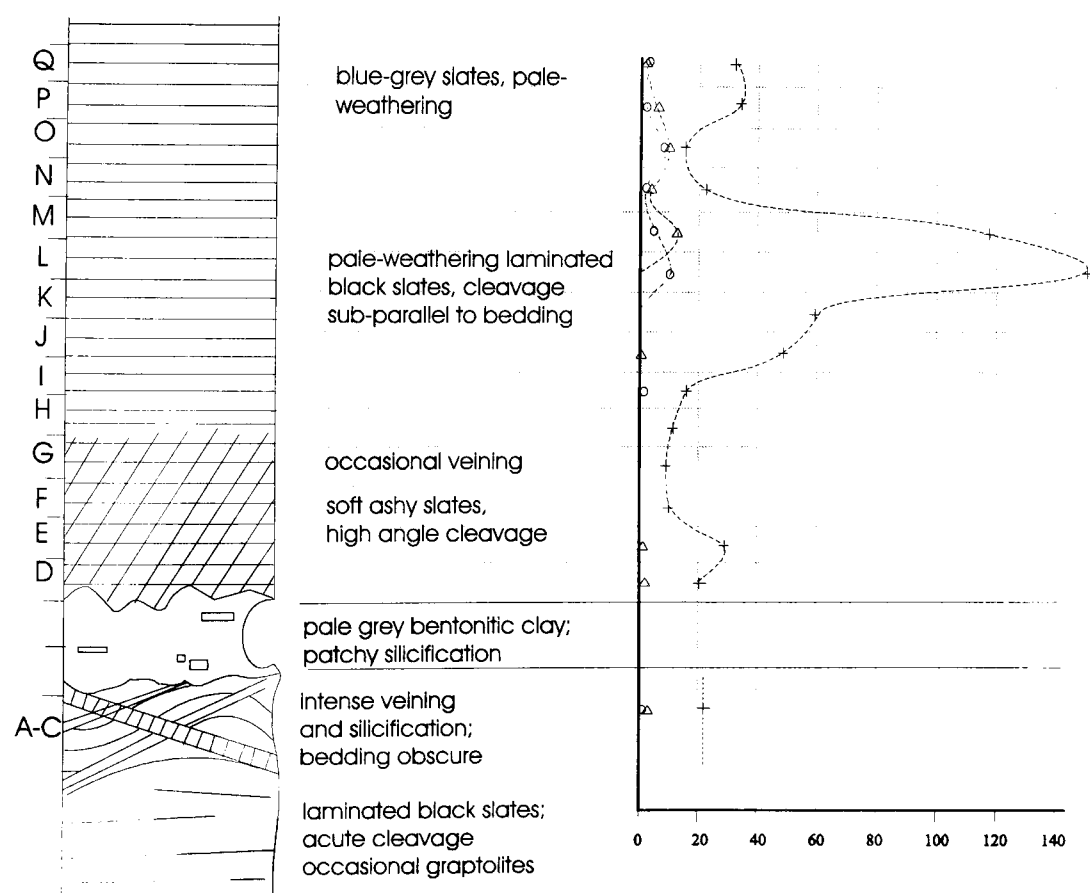 Q
P
O
N
M
L
K
J
I
H
G
F
E
D
A-C
blue-grey slates, pale-
weathering
pale-weathering laminated
black slates, cleavage
sub-parallel to bedding
occasional veining
soft ashy slates,
high angle cleavage
pale grey bentonitic clay;
patchy silicification
intense veining
and silicification;
bedding obscure
laminated black slates;
acute cleavage
occasional graptolites
0 20 40 60 80 100 120 140